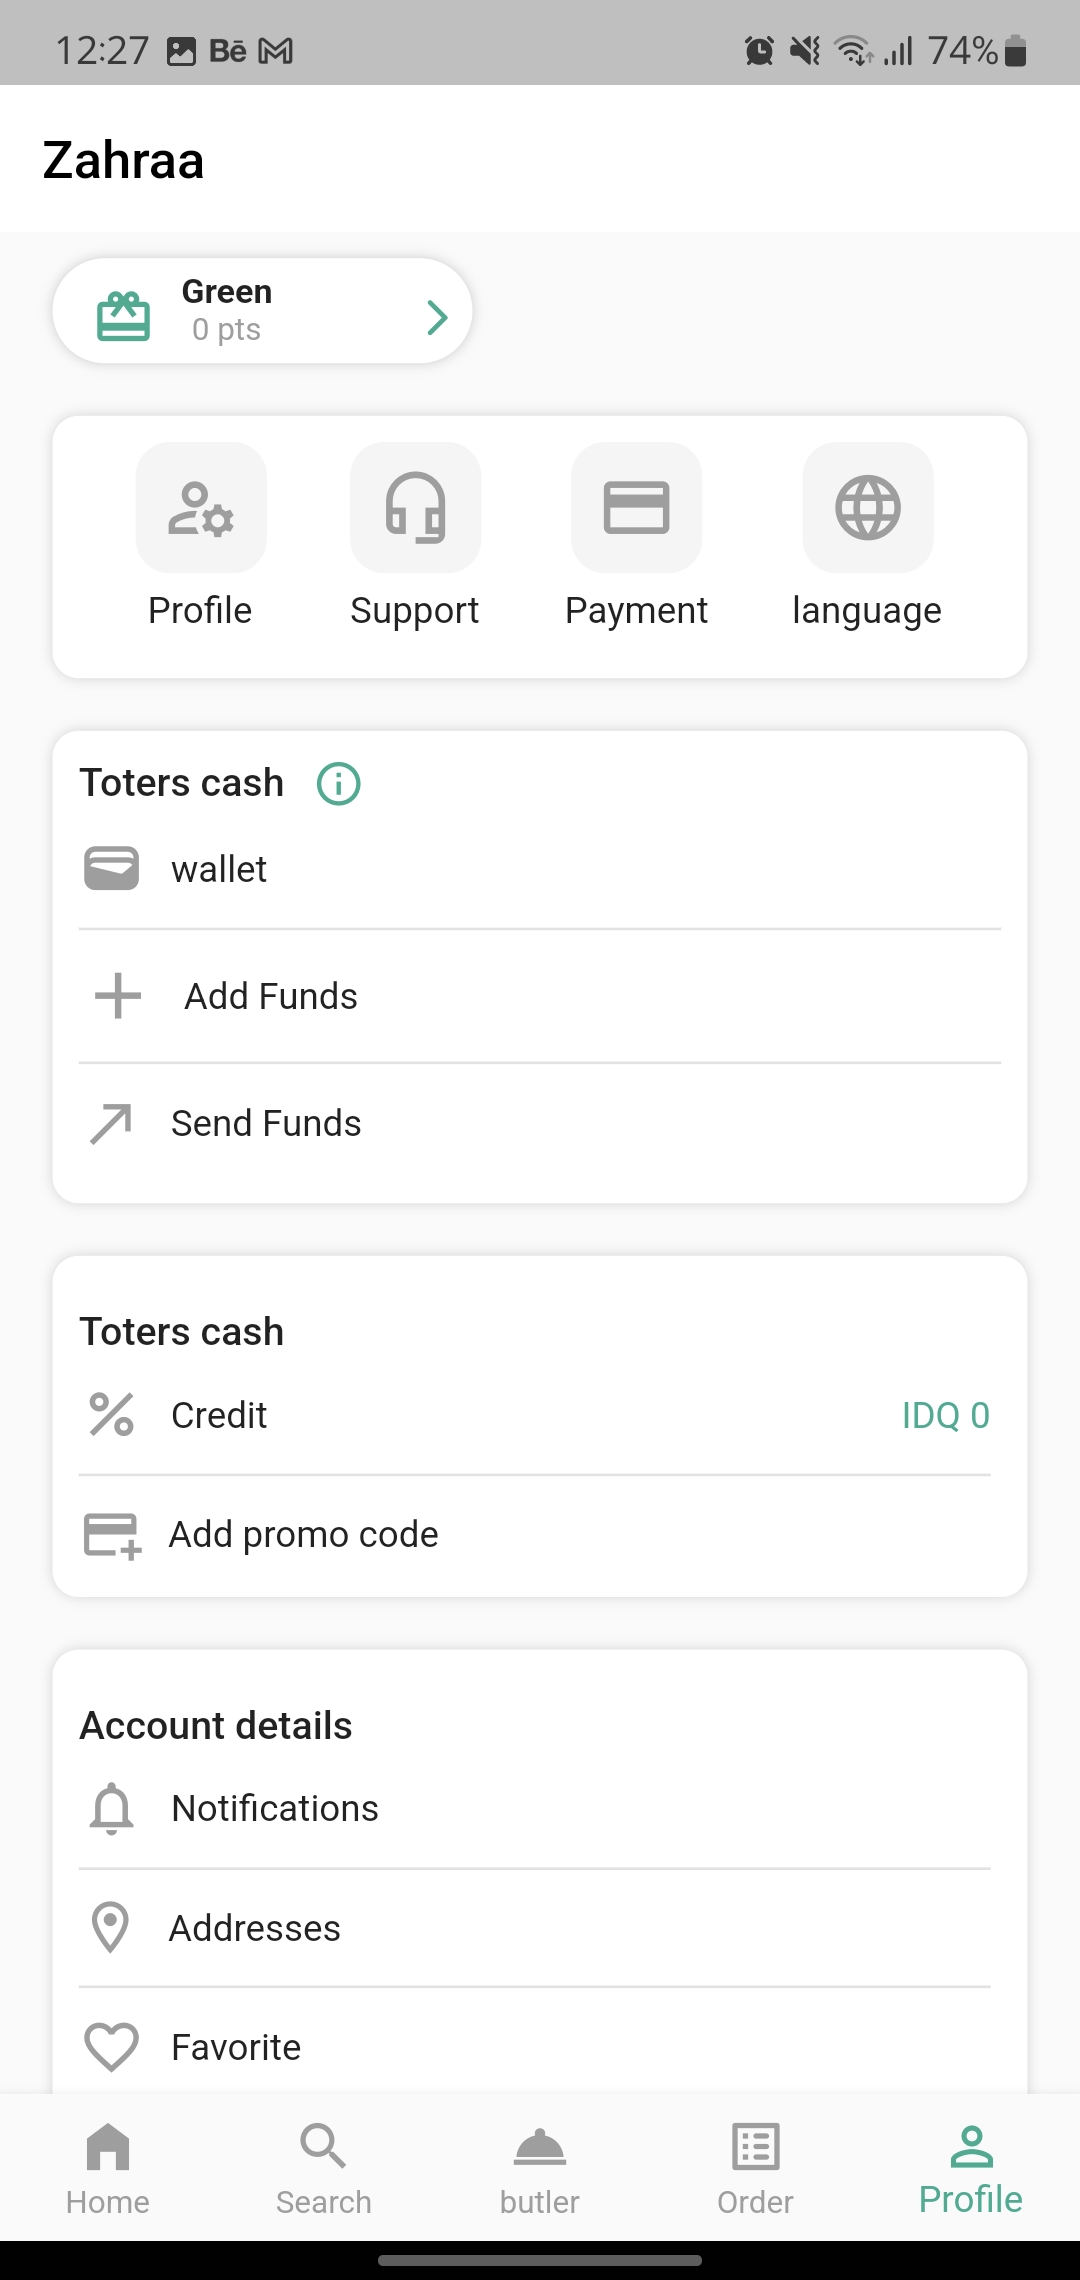 12:27 Bē 74%
Zahraa
Green
0 pts
Profile Support Payment language
Toters cash
wallet
Add Funds
Send Funds
Toters cash
Credit IDQ 0
Add promo code
Account details
Notifications
Addresses
Favorite
Home Search butler Order Profile